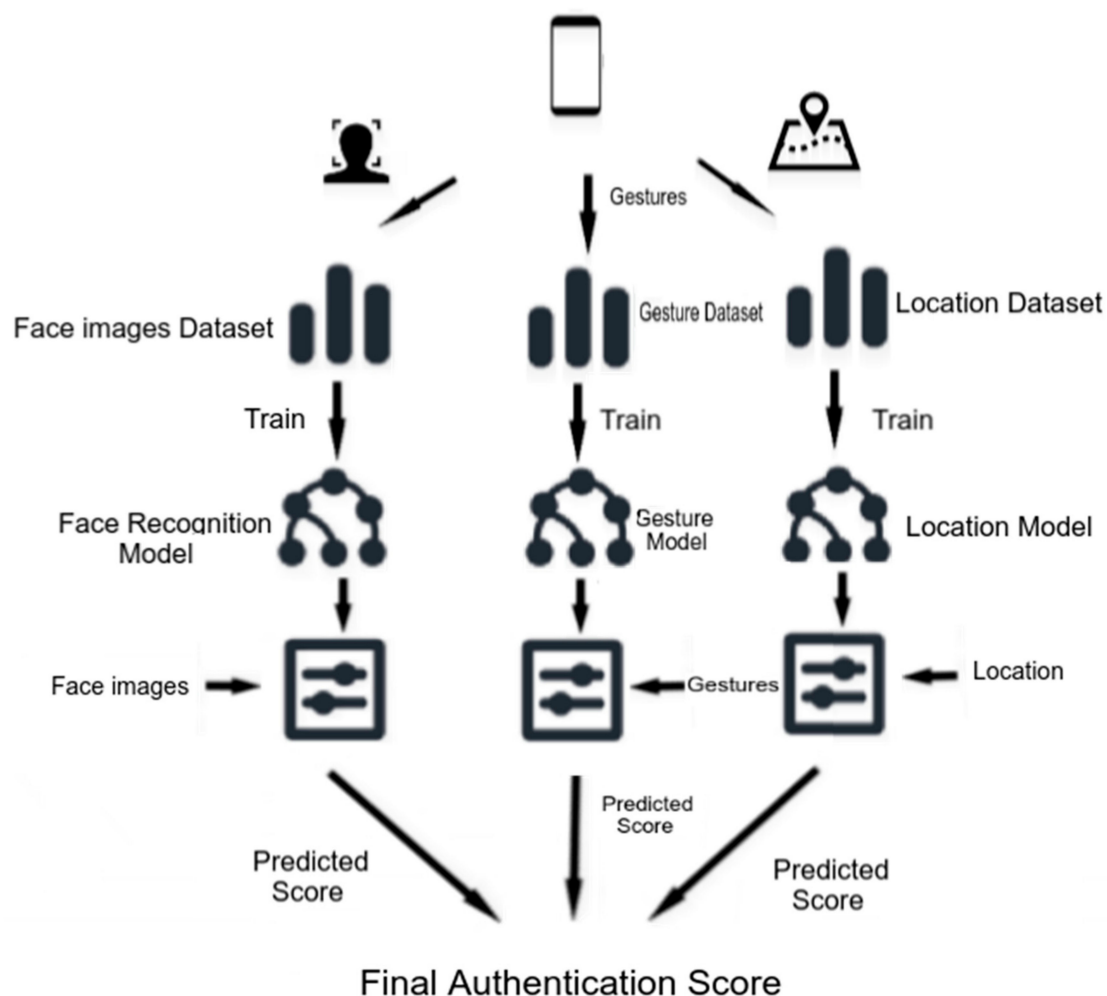 Gestures
Face images Dataset
Gesture Dataset
Location Dataset
Train
Train
Train
Face Recognition
Model
Gesture
Model
Location Model
Face images
Gestures
Location
Predicted
Score
Predicted
Score
Predicted
Score
Final Authentication Score